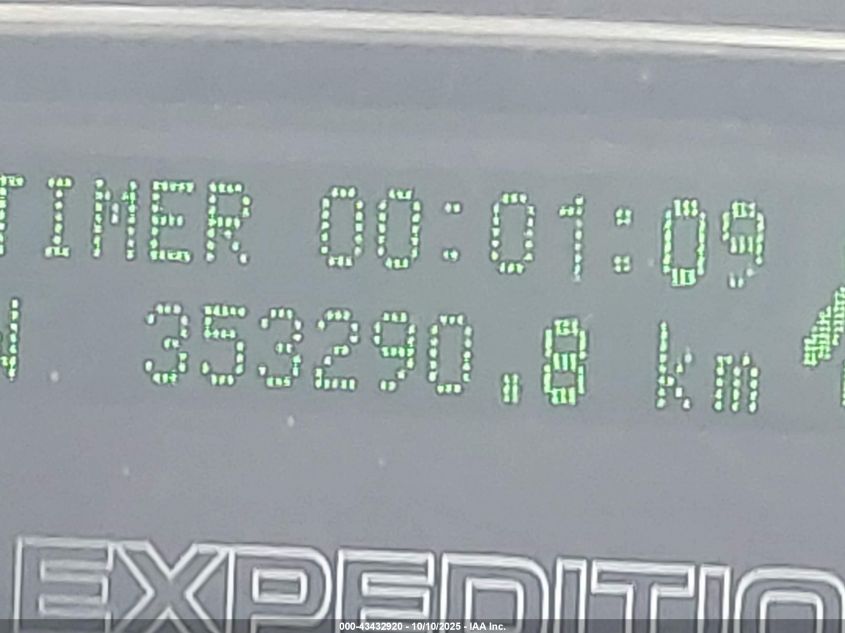 TIMER 00:01:09
N 353290.8 km
EXPEDITIO
000-43432920 - 10/10/2025 - IAA Inc.